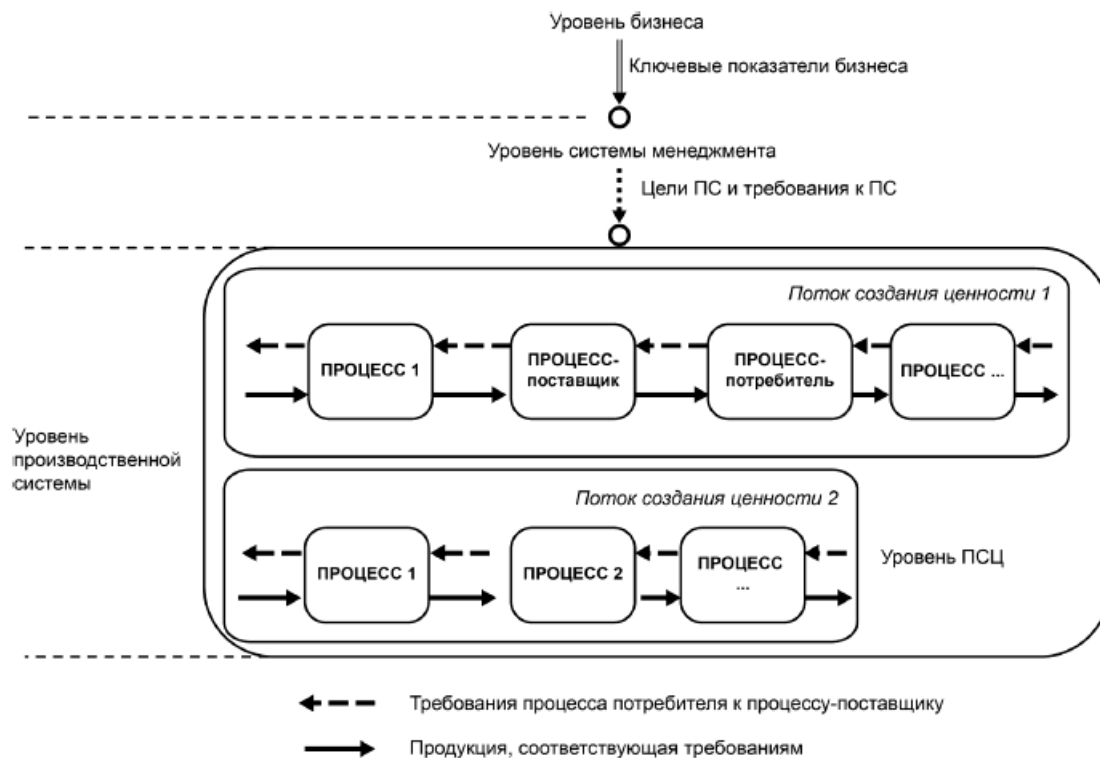 Уровень бизнеса
Ключевые показатели бизнеса
Уровень системы менеджмента
Цели ПС и требования к ПС
Поток создания ценности 1
ПРОЦЕСС 1
ПРОЦЕСС-
поставщик
ПРОЦЕСС-
потребитель
ПРОЦЕСС ...
Уровень
производственной
системы
Поток создания ценности 2
ПРОЦЕСС 1
ПРОЦЕСС 2
ПРОЦЕСС
...
Уровень ПСЦ
Требования процесса потребителя к процессу-поставщику
Продукция, соответствующая требованиям